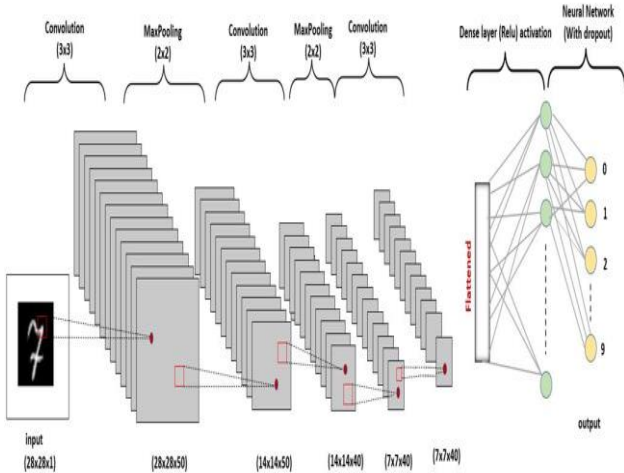 Convolution
(3x3)
MaxPooling
(2x2)
Convolution
(3x3)
MaxPooling
(2x2)
Convolution
(3x3)
Dense layer (Relu) activation
Neural Network
(With dropout)
Flattened
0
1
2
9
input
(28x28x1)
(28x28x50)
(14x14x50)
(14x14x40)
(7x7x40)
(7x7x40)
output